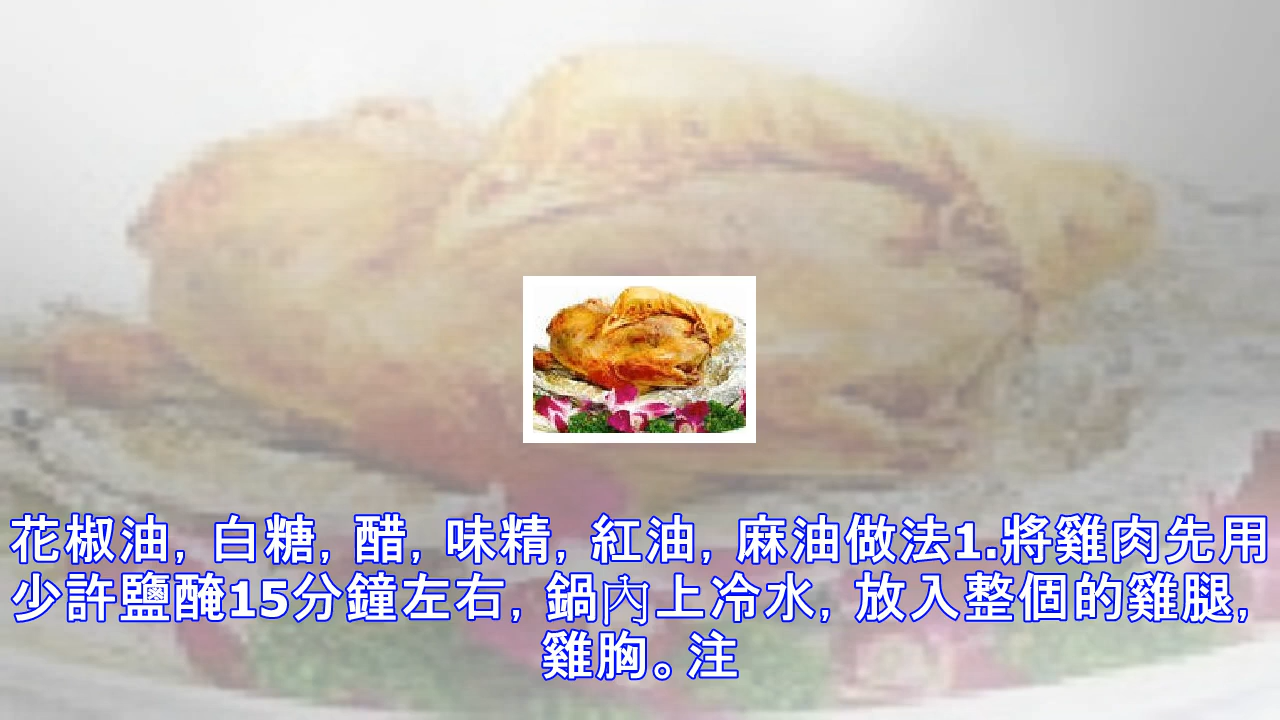 花椒油, 白糖, 醋, 味精, 紅油, 麻油做法1.將雞肉先用
少許鹽醃15分鐘左右, 鍋內上冷水, 放入整個的雞腿,
雞胸。注